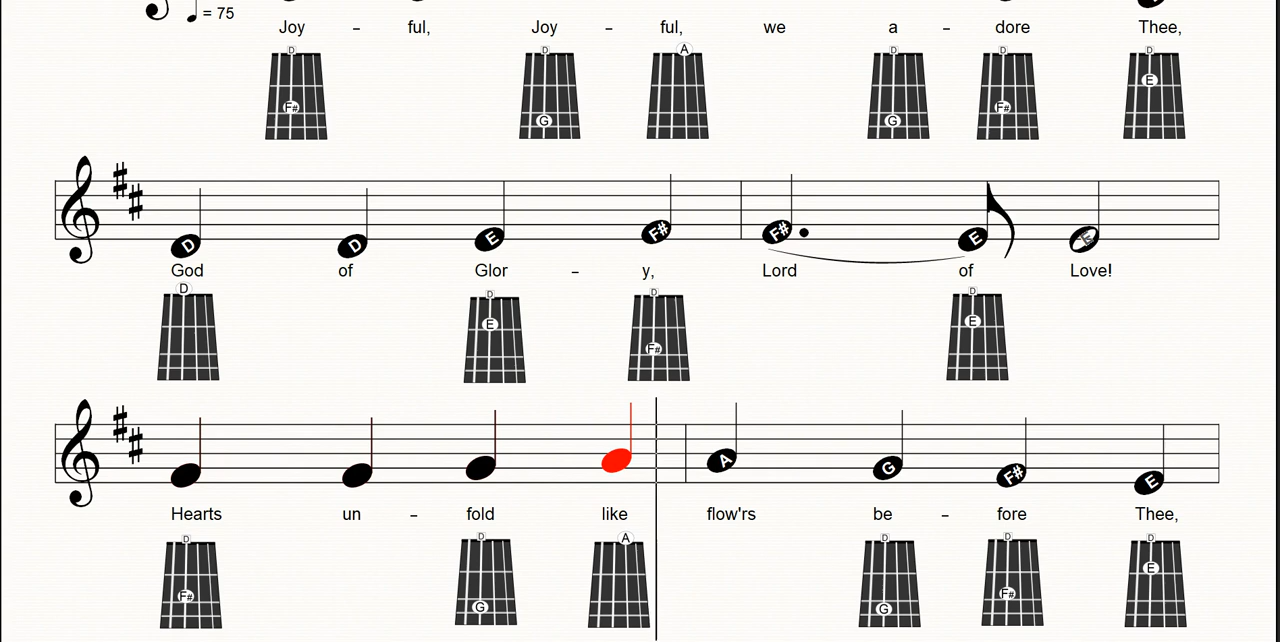 = 75
Joy - ful, Joy - ful, we a - dore Thee,
D D A D D D
F# G G F# E
D D E F# F# E E
God of Glor - y, Lord of Love!
D D D D
E F# E
A G F# E
Hearts un - fold like flow'rs be - fore Thee,
D D A D D D
F# G G F# E